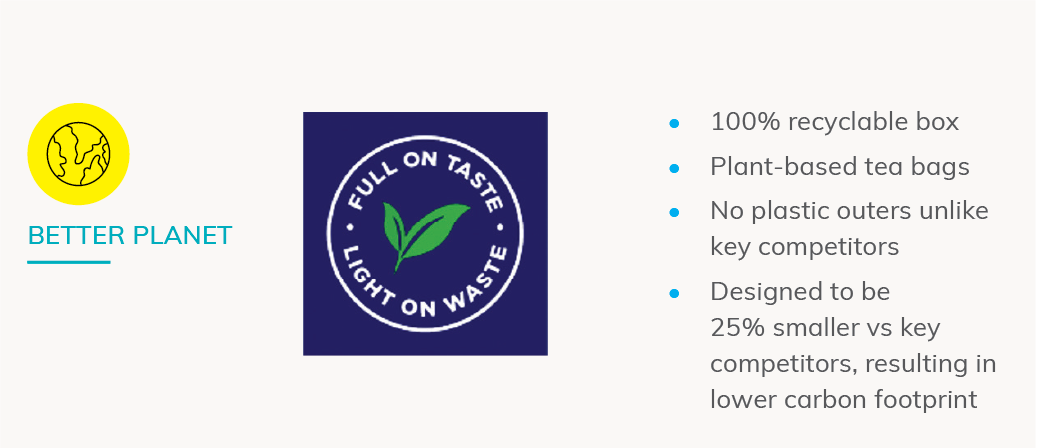 BETTER PLANET
FULL ON TASTE
LIGHT ON WASTE
100% recyclable box
Plant-based tea bags
No plastic outers unlike
key competitors
Designed to be
25% smaller vs key
competitors, resulting in
lower carbon footprint